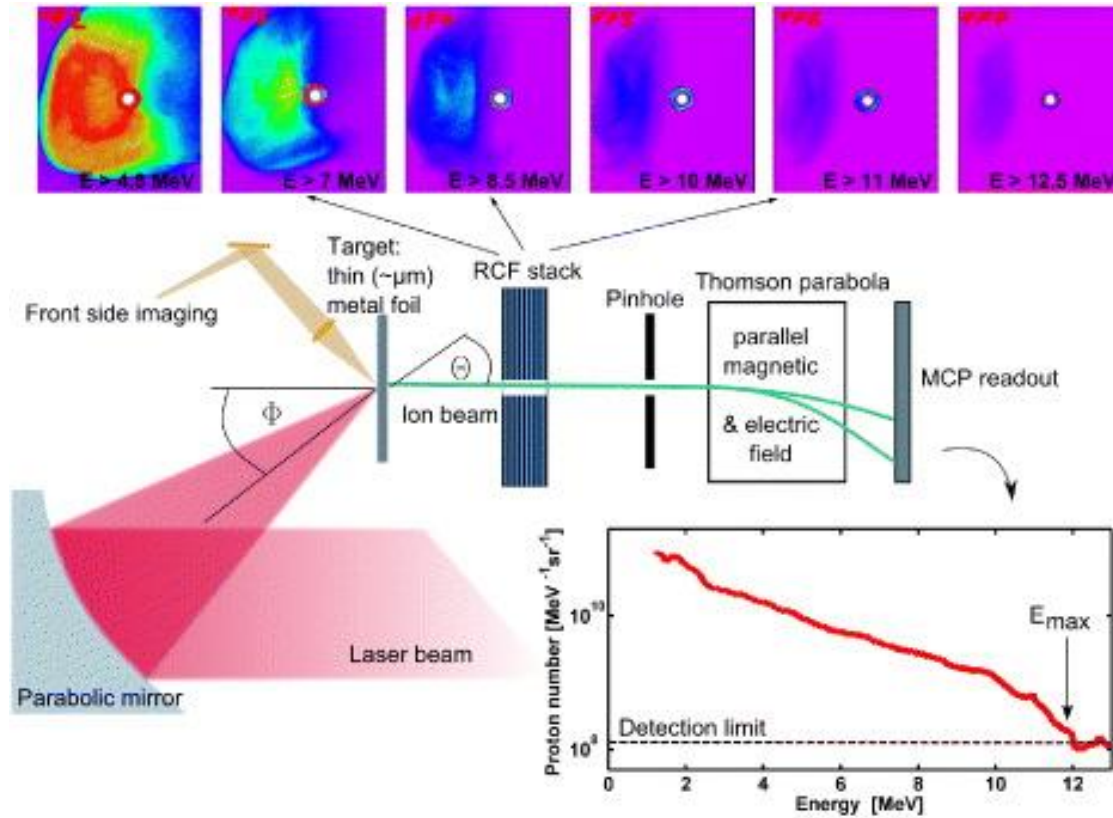 E > 4.8 MeV
E > 7 MeV
E > 8.5 MeV
E > 10 MeV
E > 11 MeV
E > 12.5 MeV
Target:
thin (~μm)
metal foil
RCF stack
Front side imaging
Pinhole
Thomson parabola
parallel
magnetic
& electric
field
MCP readout
Θ
Φ
Ion beam
Laser beam
Parabolic mirror
Proton number [MeV⁻¹sr⁻¹]
10¹⁰
Emax
Detection limit
0 2 4 6 8 10 12
Energy [MeV]